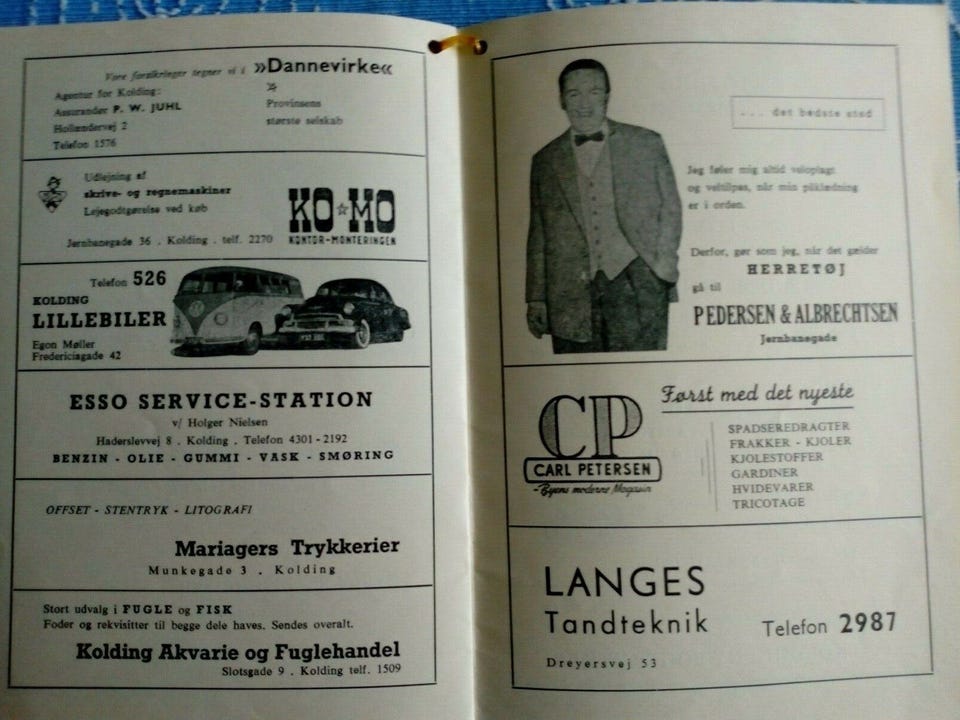 Vore forsikringer tegner vi i »Dannevirke«
Agentur for Kolding:
Assurandør P. W. JUHL
Hollændervej 2
Telefon 1576
Provinsens
største selskab
Udlejning af
skrive- og regnemaskiner
Lejegodtgørelse ved køb
Jernbanegade 36 . Kolding . telf. 2270
KO☆MO
KONTOR-MONTERINGEN
Telefon 526
KOLDING
LILLEBILER
Egon Møller
Fredericiagade 42
ESSO SERVICE-STATION
v/ Holger Nielsen
Haderslevvej 8 . Kolding . Telefon 4301 - 2192
BENZIN - OLIE - GUMMI - VASK - SMØRING
OFFSET - STENTRYK - LITOGRAFI
Mariagers Trykkerier
Munkegade 3 . Kolding
Stort udvalg i FUGLE og FISK
Foder og rekvisitter til begge dele haves. Sendes overalt.
Kolding Akvarie og Fuglehandel
Slotsgade 9 . Kolding telf. 1509
... det bedste sted
Jeg føler mig altid veloplagt
og veltilpas, når min påklædning
er i orden.
Derfor, gør som jeg, når det gælder
HERRETØJ
gå til
PEDERSEN & ALBRECHTSEN
Jernbanegade
CP
CARL PETERSEN
- Byens moderne Magasin
Først med det nyeste
SPADSEREDRAGTER
FRAKKER - KJOLER
KJOLESTOFFER
GARDINER
HVIDEVARER
TRICOTAGE
LANGES
Tandteknik
Telefon 2987
Dreyersvej 53